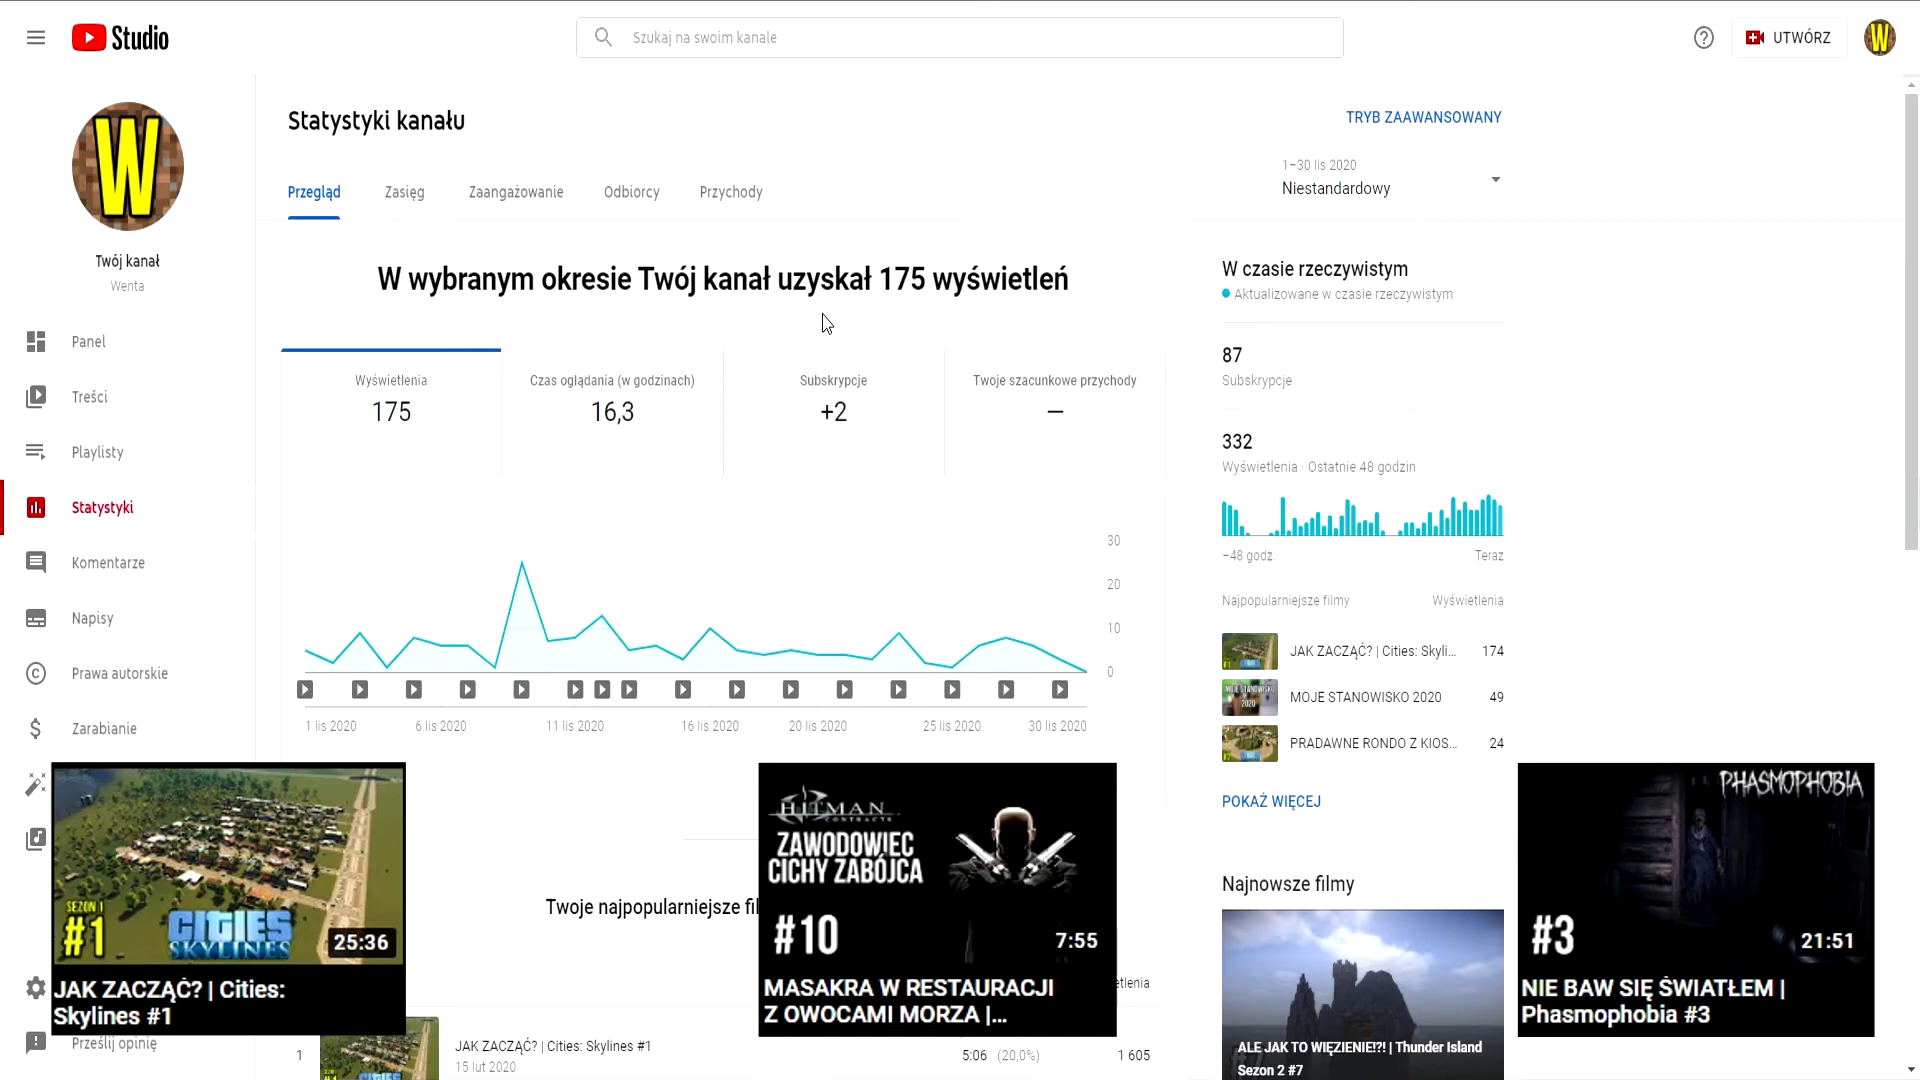 Studio
Szukaj na swoim kanale
UTWÓRZ
W
W
Twój kanał
Wenta
Panel
Treści
Playlisty
Statystyki
Komentarze
Napisy
Prawa autorskie
Zarabianie
Prześlij opinię
Statystyki kanału
TRYB ZAAWANSOWANY
1–30 lis 2020
Niestandardowy
Przegląd
Zasięg
Zaangażowanie
Odbiorcy
Przychody
W wybranym okresie Twój kanał uzyskał 175 wyświetleń
Wyświetlenia
175
Czas oglądania (w godzinach)
16,3
Subskrypcje
+2
Twoje szacunkowe przychody
—
30
20
10
0
1 lis 2020
6 lis 2020
11 lis 2020
16 lis 2020
20 lis 2020
25 lis 2020
30 lis 2020
W czasie rzeczywistym
Aktualizowane w czasie rzeczywistym
87
Subskrypcje
332
Wyświetlenia · Ostatnie 48 godzin
−48 godz.
Teraz
Najpopularniejsze filmy
Wyświetlenia
JAK ZACZĄĆ? | Cities: Skyli...
174
MOJE STANOWISKO 2020
MOJE STANOWISKO 2020
49
PRADAWNE RONDO Z KIOS...
24
POKAŻ WIĘCEJ
Najnowsze filmy
ALE JAK TO WIĘZIENIE!?! | Thunder Island
Sezon 2 #7
Twoje najpopularniejsze fil
etlenia
1
JAK ZACZĄĆ? | Cities: Skylines #1
15 lut 2020
5:06 (20,0%)
1 605
SEZON 1
#1
CITIES
SKYLINES
25:36
JAK ZACZĄĆ? | Cities:
Skylines #1
HITMAN
CONTRACTS
ZAWODOWIEC
CICHY ZABÓJCA
#10
7:55
MASAKRA W RESTAURACJI
Z OWOCAMI MORZA |...
PHASMOPHOBIA
#3
21:51
NIE BAW SIĘ ŚWIATŁEM |
Phasmophobia #3